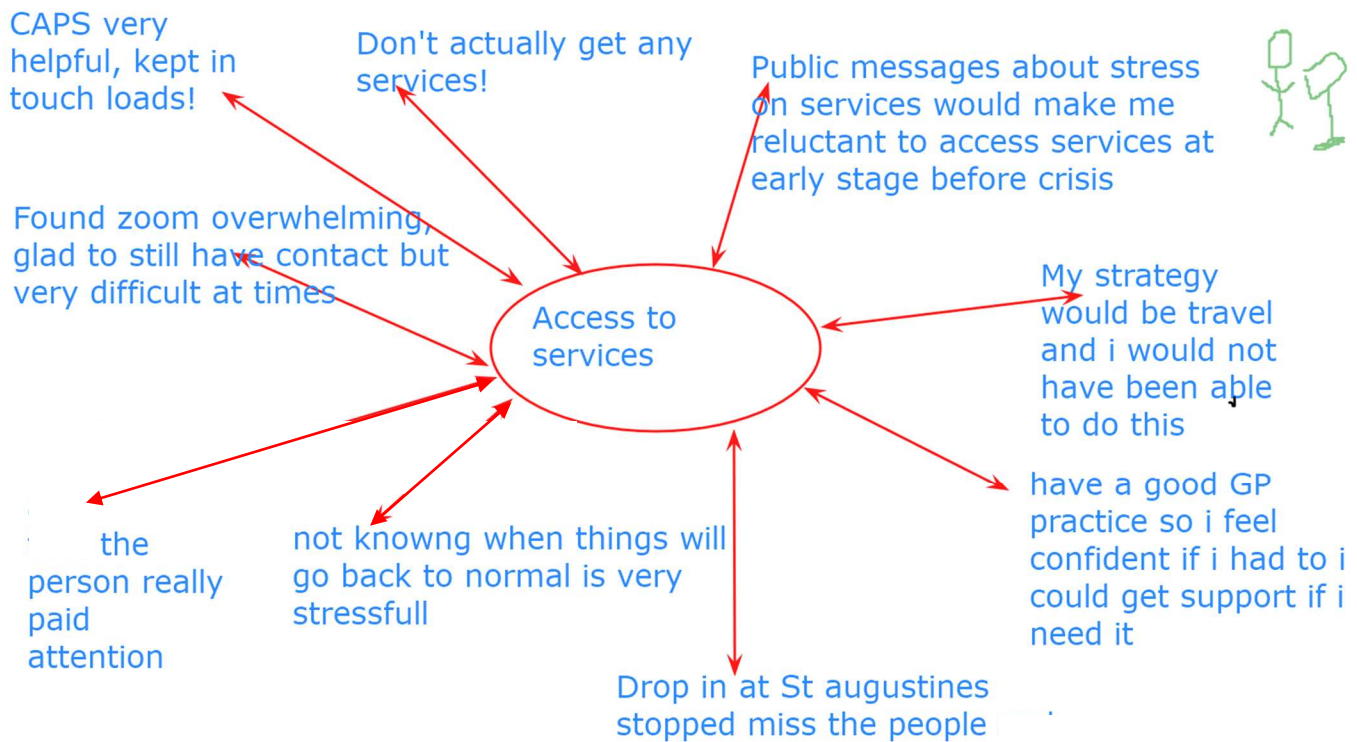 CAPS very
helpful, kept in
touch loads!
Don't actually get any
services!
Public messages about stress
on services would make me
reluctant to access services at
early stage before crisis
Found zoom overwhelming,
glad to still have contact but
very difficult at times
Access to
services
My strategy
would be travel
and i would not
have been able
to do this
have a good GP
practice so i feel
confident if i had to i
could get support if i
need it
the
person really
paid
attention
not knowng when things will
go back to normal is very
stressfull
Drop in at St augustines
stopped miss the people